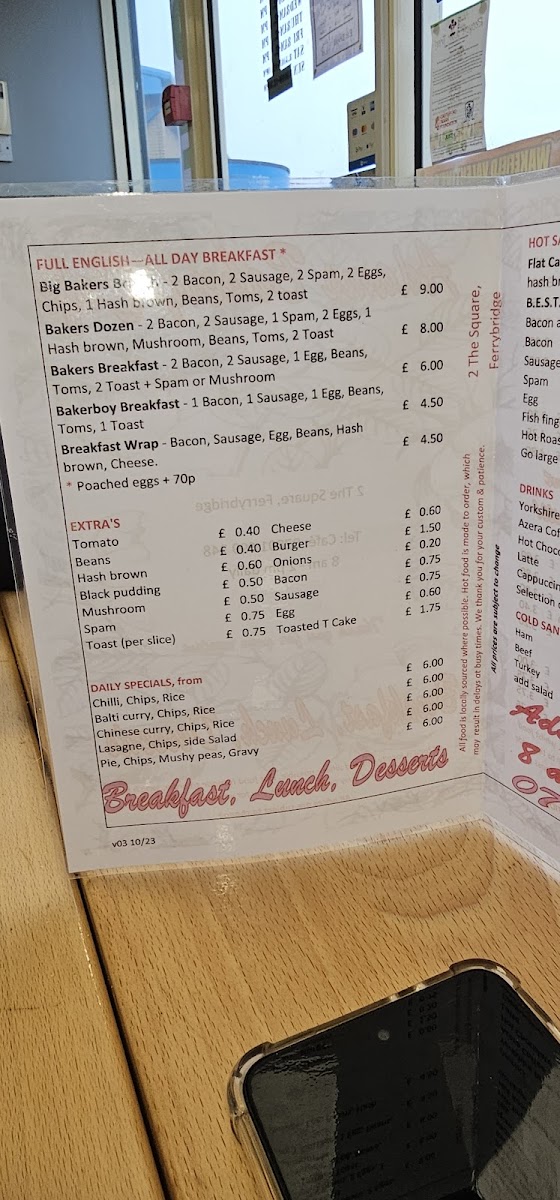 FULL ENGLISH—ALL DAY BREAKFAST *
Big Bakers - 2 Bacon, 2 Sausage, 2 Spam, 2 Eggs,
Chips, 1 Hash brown, Beans, Toms, 2 toast £ 9.00
Bakers Dozen - 2 Bacon, 2 Sausage, 1 Spam, 2 Eggs, 1
Hash brown, Mushroom, Beans, Toms, 2 Toast £ 8.00
Bakers Breakfast - 2 Bacon, 2 Sausage, 1 Egg, Beans,
Toms, 2 Toast + Spam or Mushroom £ 6.00
Bakerboy Breakfast - 1 Bacon, 1 Sausage, 1 Egg, Beans,
Toms, 1 Toast £ 4.50
Breakfast Wrap - Bacon, Sausage, Egg, Beans, Hash
brown, Cheese. £ 4.50
* Poached eggs + 70p
EXTRA'S
Tomato £ 0.40 Cheese £ 0.60
Beans £ 0.40 Burger £ 1.50
Hash brown £ 0.60 Onions £ 0.20
Black pudding £ 0.50 Bacon £ 0.75
Mushroom £ 0.50 Sausage £ 0.75
Spam £ 0.75 Egg £ 0.60
Toast (per slice) £ 0.75 Toasted T Cake £ 1.75
DAILY SPECIALS, from
Chilli, Chips, Rice £ 6.00
Balti curry, Chips, Rice £ 6.00
Chinese curry, Chips, Rice £ 6.00
Lasagne, Chips, side Salad £ 6.00
Pie, Chips, Mushy peas, Gravy £ 6.00
Breakfast, Lunch, Desserts
v03 10/23
2 The Square,
Ferrybridge
All food is locally sourced where possible. Hot food is made to order, which
may result in delays at busy times. We thank you for your custom & patience.
All prices are subject to change
HOT
Flat
hash
B.E.S.T.
Bacon
Bacon
Sausage
Spam
Egg
Fish
Hot
Go large
DRINKS
Yorkshire
Azera
Hot
Latte
Selection
COLD
Ham
Beef
Turkey
add salad
8